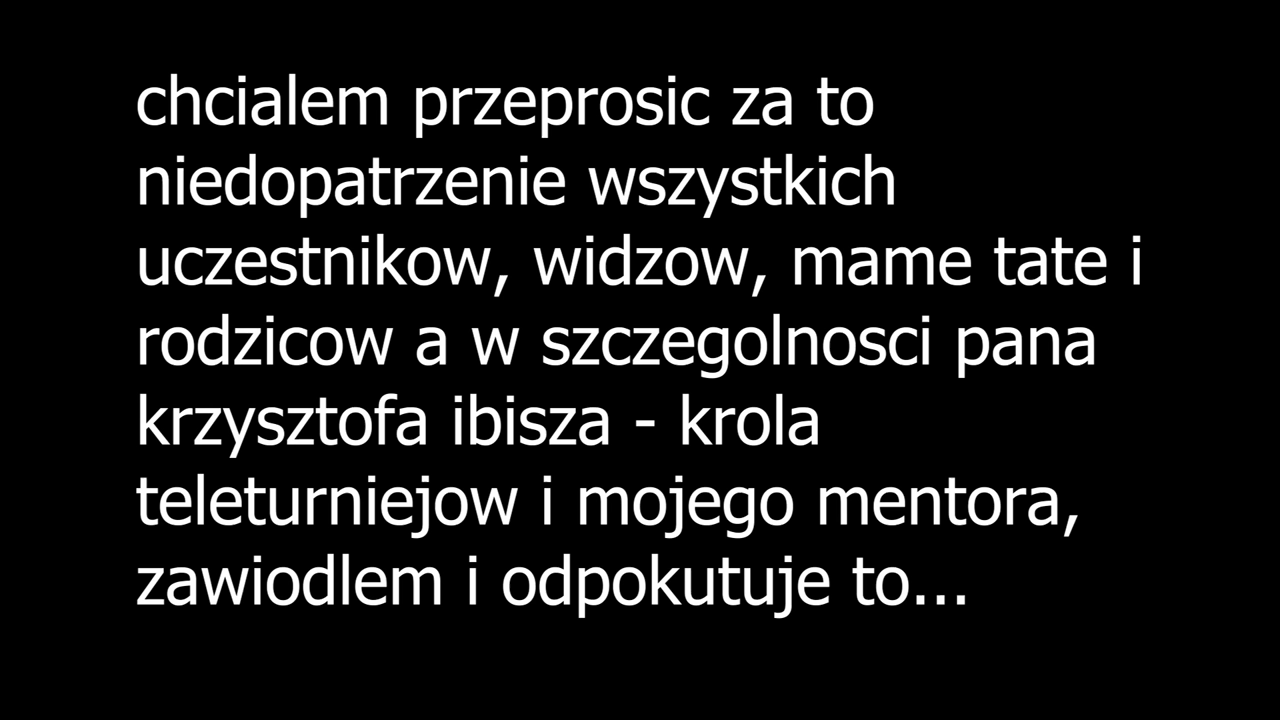 chcialem przeprosic za to
niedopatrzenie wszystkich
uczestnikow, widzow, mame tate i
rodzicow a w szczegolnosci pana
krzysztofa ibisza - krola
teleturniejow i mojego mentora,
zawiodlem i odpokutuje to...